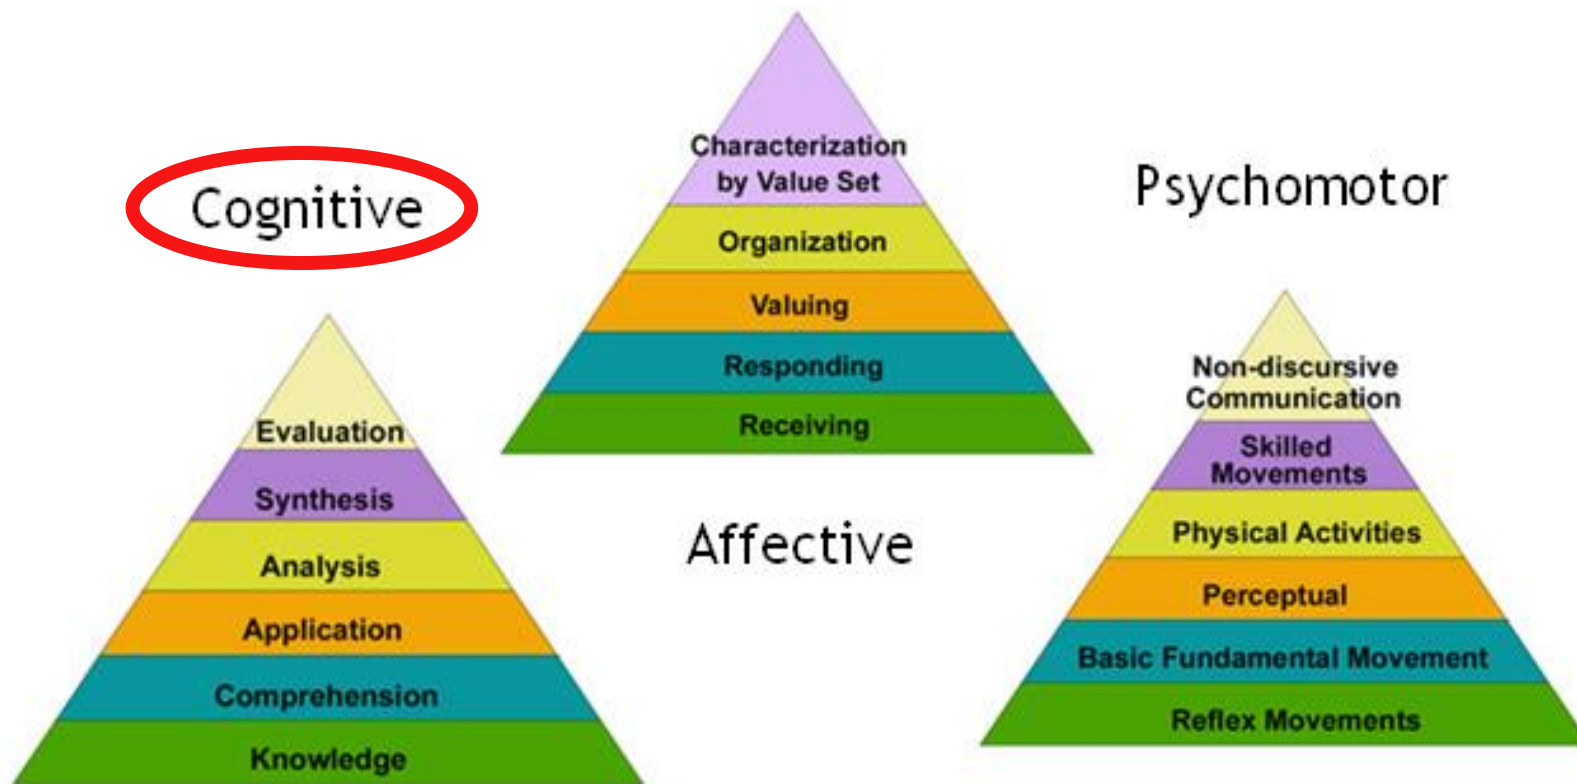 Cognitive
Evaluation
Synthesis
Analysis
Application
Comprehension
Knowledge
Characterization
by Value Set
Organization
Valuing
Responding
Receiving
Affective
Psychomotor
Non-discursive
Communication
Skilled
Movements
Physical Activities
Perceptual
Basic Fundamental Movement
Reflex Movements